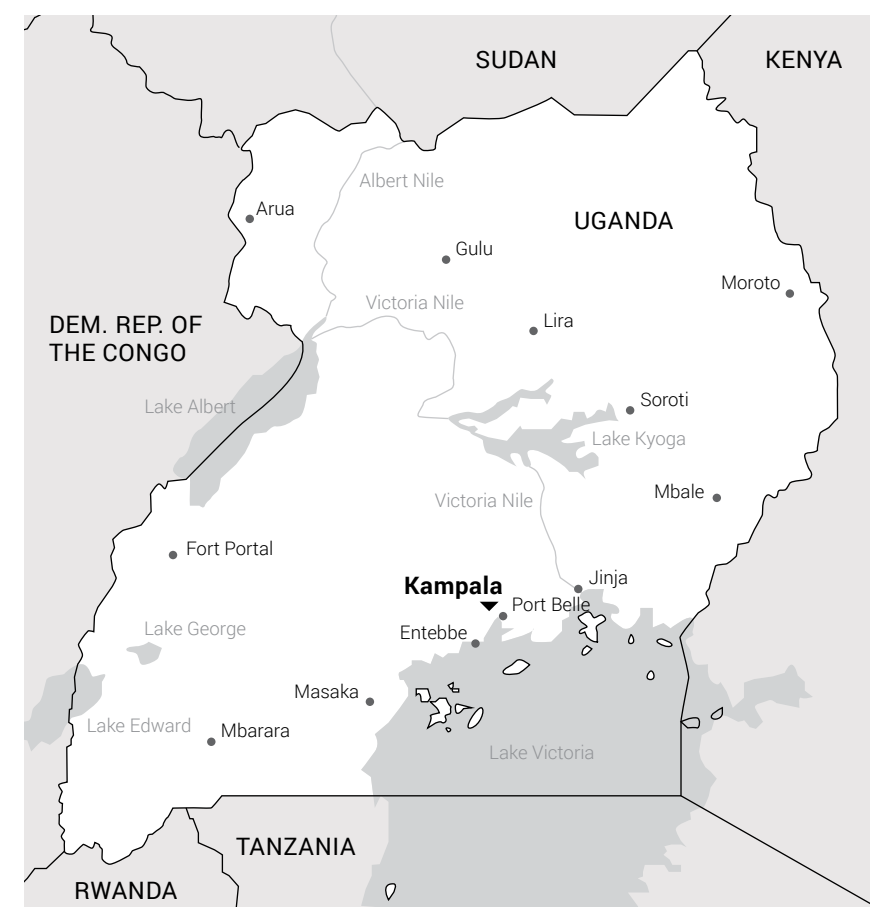 SUDAN
KENYA
Albert Nile
Arua
UGANDA
Gulu
Moroto
Victoria Nile
Lira
DEM. REP. OF
THE CONGO
Lake Albert
Soroti
Lake Kyoga
Mbale
Victoria Nile
Fort Portal
Jinja
Kampala
Port Belle
Lake George
Entebbe
Masaka
Lake Edward
Mbarara
Lake Victoria
TANZANIA
RWANDA